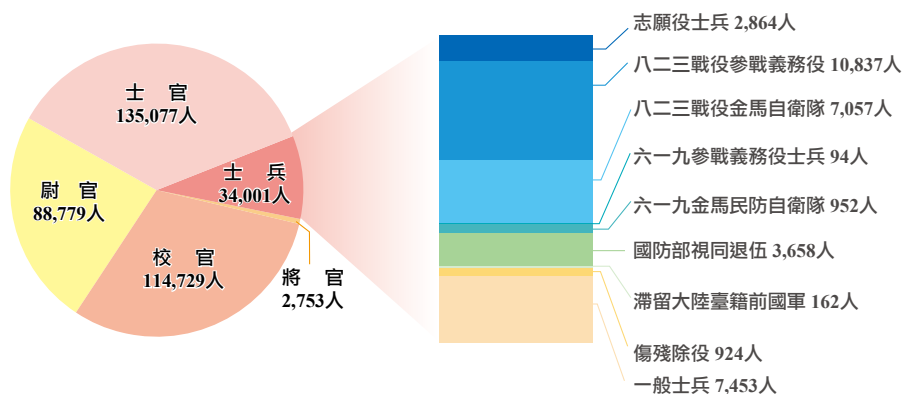 士 官
135,077人
士 兵
34,001人
尉 官
88,779人
校 官
114,729人
將 官
2,753人
志願役士兵 2,864人
八二三戰役參戰義務役 10,837人
八二三戰役金馬自衛隊 7,057人
六一九參戰義務役士兵 94人
六一九金馬民防自衛隊 952人
國防部視同退伍 3,658人
滯留大陸臺籍前國軍 162人
傷殘除役 924人
一般士兵 7,453人